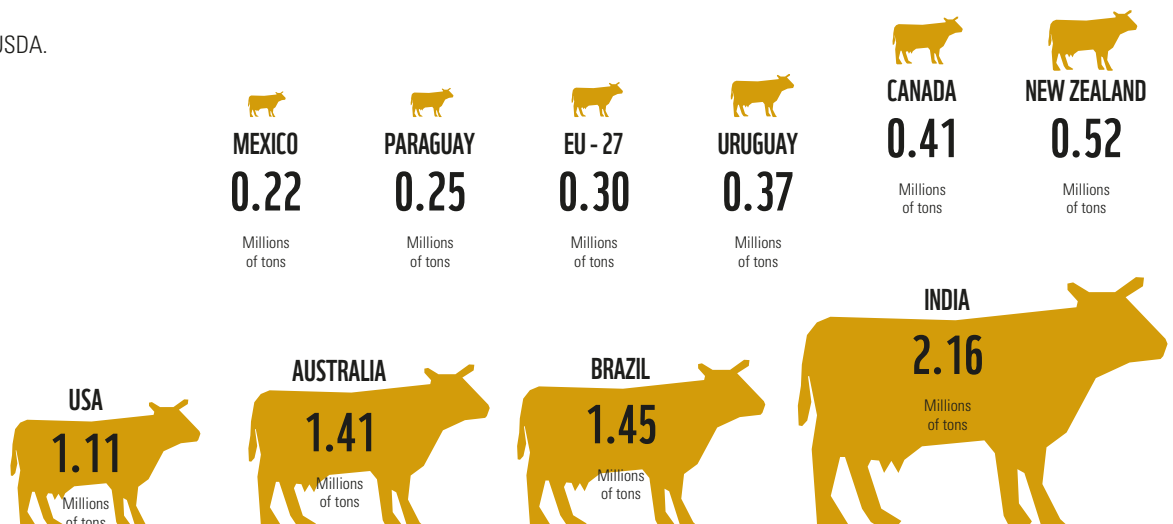 USDA.
CANADA
0.41
Millions
of tons
NEW ZEALAND
0.52
Millions
of tons
MEXICO
0.22
Millions
of tons
PARAGUAY
0.25
Millions
of tons
EU - 27
0.30
Millions
of tons
URUGUAY
0.37
Millions
of tons
USA
1.11
Millions
of tons
AUSTRALIA
1.41
Millions
of tons
BRAZIL
1.45
Millions
of tons
INDIA
2.16
Millions
of tons